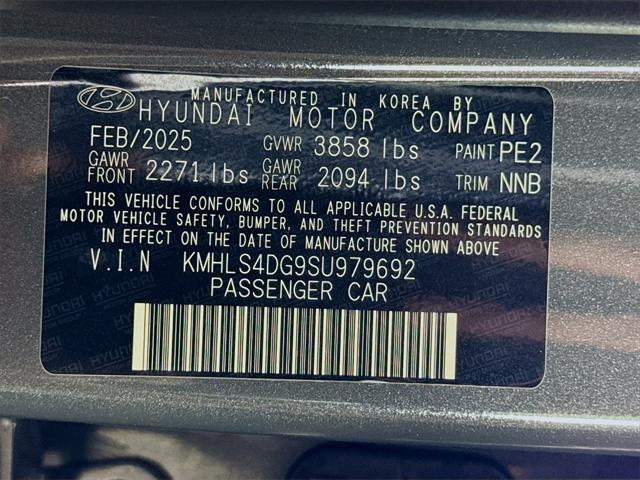 MANUFACTURED IN KOREA BY
HYUNDAI MOTOR COMPANY
FEB/2025 GVWR 3858 lbs PAINT PE2
GAWR FRONT 2271 lbs GAWR REAR 2094 lbs TRIM NNB
THIS VEHICLE CONFORMS TO ALL APPLICABLE U.S.A. FEDERAL
MOTOR VEHICLE SAFETY, BUMPER, AND THEFT PREVENTION STANDARDS
IN EFFECT ON THE DATE OF MANUFACTURE SHOWN ABOVE
V.I.N KMHLS4DG9SU979692
PASSENGER CAR